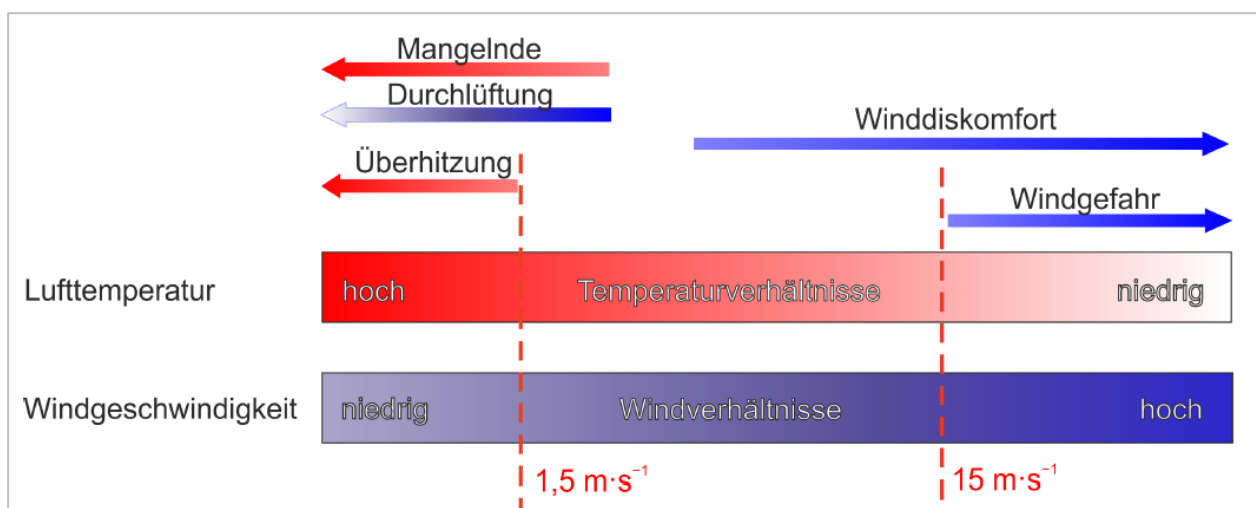 Mangelnde
Durchlüftung
Winddiskomfort
Überhitzung
Windgefahr
Lufttemperatur
hoch
Temperaturverhältnisse
niedrig
Windgeschwindigkeit
niedrig
Windverhältnisse
hoch
1,5 m·s⁻¹
15 m·s⁻¹